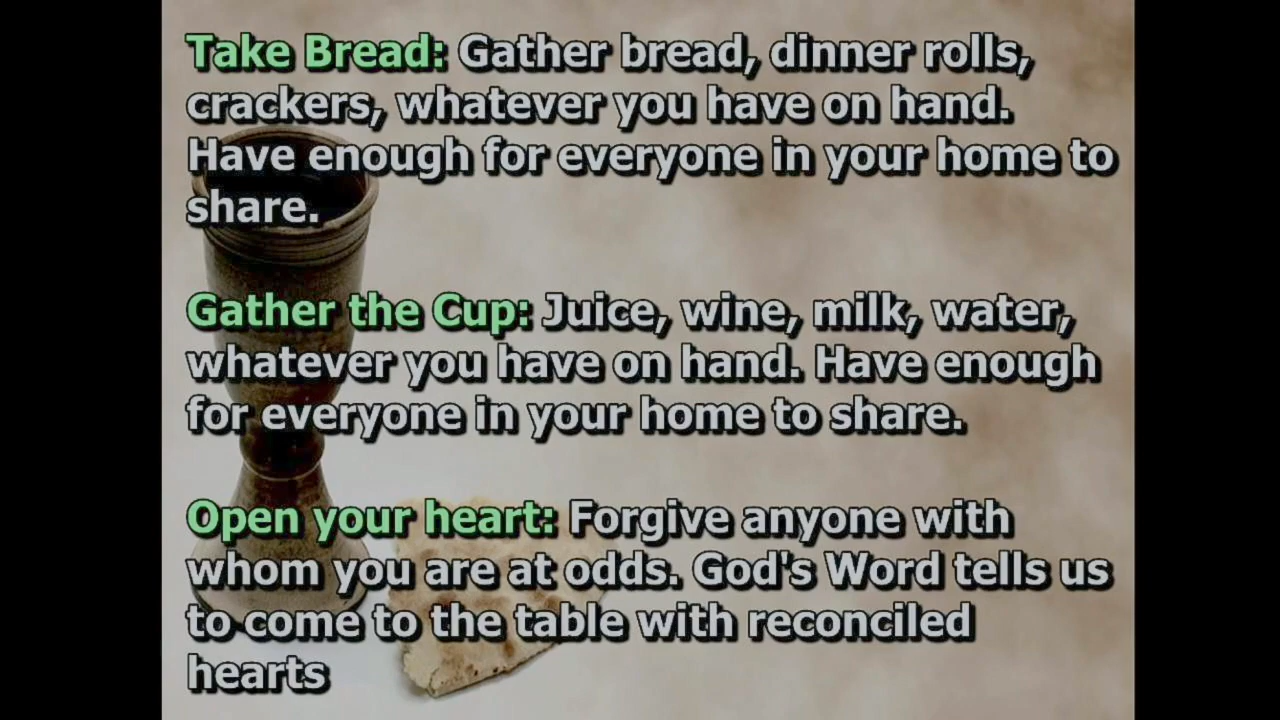 Take Bread: Gather bread, dinner rolls,
crackers, whatever you have on hand.
Have enough for everyone in your home to
share.
Gather the Cup: Juice, wine, milk, water,
whatever you have on hand. Have enough
for everyone in your home to share.
Open your heart: Forgive anyone with
whom you are at odds. God's Word tells us
to come to the table with reconciled
hearts